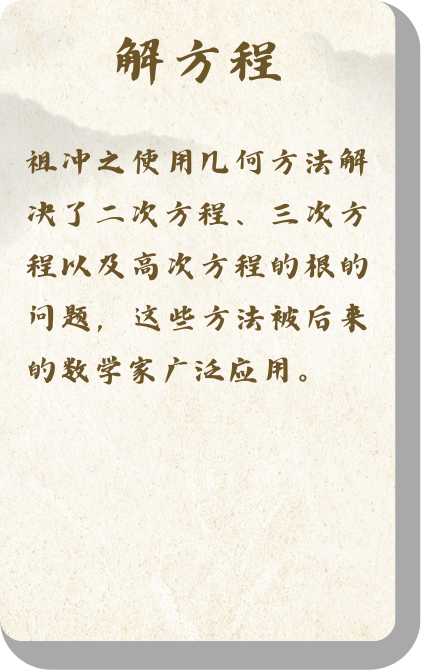 解方程
祖冲之使用几何方法解
决了二次方程、三次方
程以及高次方程的根的
问题，这些方法被后来
的数学家广泛应用。